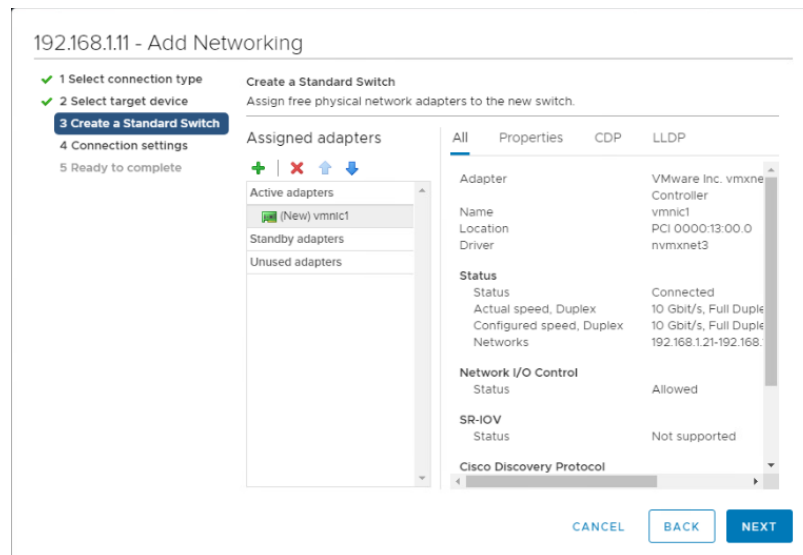 192.168.1.11 - Add Networking
1 Select connection type
2 Select target device
3 Create a Standard Switch
4 Connection settings
5 Ready to complete
Create a Standard Switch
Assign free physical network adapters to the new switch.
Assigned adapters
Active adapters
(New) vmnic1
Standby adapters
Unused adapters
All Properties CDP LLDP
Adapter VMware Inc. vmxne
Controller
Name vmnic1
Location PCI 0000:13:00.0
Driver nvmxnet3
Status
Status Connected
Actual speed, Duplex 10 Gbit/s, Full Duple
Configured speed, Duplex 10 Gbit/s, Full Duple
Networks 192.168.1.21-192.168.
Network I/O Control
Status Allowed
SR-IOV
Status Not supported
Cisco Discovery Protocol
CANCEL BACK NEXT